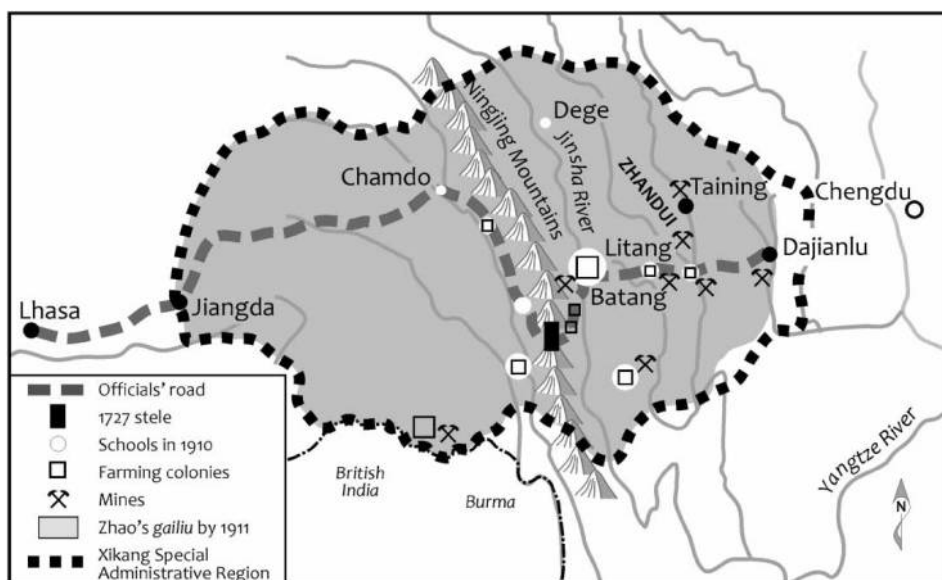 Ningjing Mountains
Dege
Jinsha River
Chamdo
ZHANDUI
Taining
Chengdu
Litang
Dajianlu
Batang
Lhasa
Jiangda
Officials' road
1727 stele
Schools in 1910
Farming colonies
Mines
Zhao's gailiu by 1911
Xikang Special
Administrative Region
British
India
Burma
Yangtze River
N